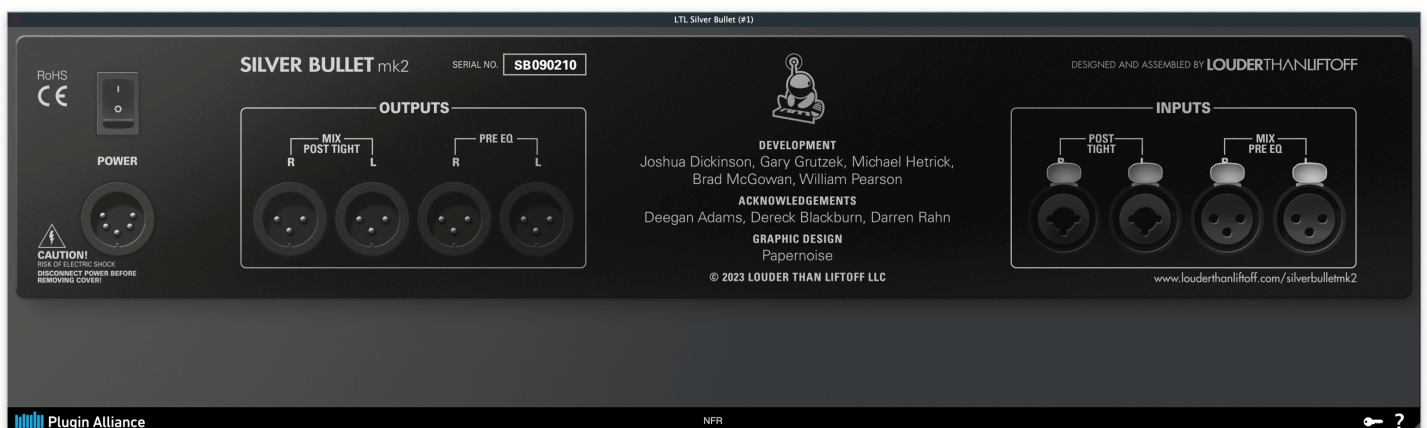 LTL Silver Bullet (#1)
RoHS
CE
I
O
POWER
CAUTION!
RISK OF ELECTRIC SHOCK
DISCONNECT POWER BEFORE
REMOVING COVER!
SILVER BULLET mk2
SERIAL NO. SB090210
OUTPUTS
MIX
POST TIGHT
R L
PRE EQ
R L
DEVELOPMENT
Joshua Dickinson, Gary Grutzek, Michael Hetrick,
Brad McGowan, William Pearson
ACKNOWLEDGEMENTS
Deegan Adams, Dereck Blackburn, Darren Rahn
GRAPHIC DESIGN
Papernoise
© 2023 LOUDER THAN LIFTOFF LLC
DESIGNED AND ASSEMBLED BY LOUDERTHANLIFTOFF
INPUTS
POST
TIGHT
R L
MIX
PRE EQ
R L
www.louderthanliftoff.com/silverbulletmk2
Plugin Alliance
NFR
?